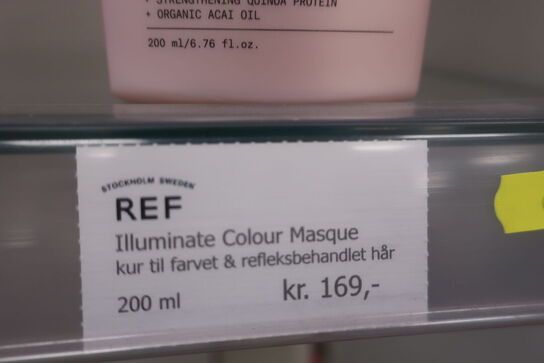 + STRENGTHENING QUINOA PROTEIN
+ ORGANIC ACAI OIL
200 ml/6.76 fl.oz.
STOCKHOLM SWEDEN
REF
Illuminate Colour Masque
kur til farvet & refleksbehandlet hår
200 ml
kr. 169,-